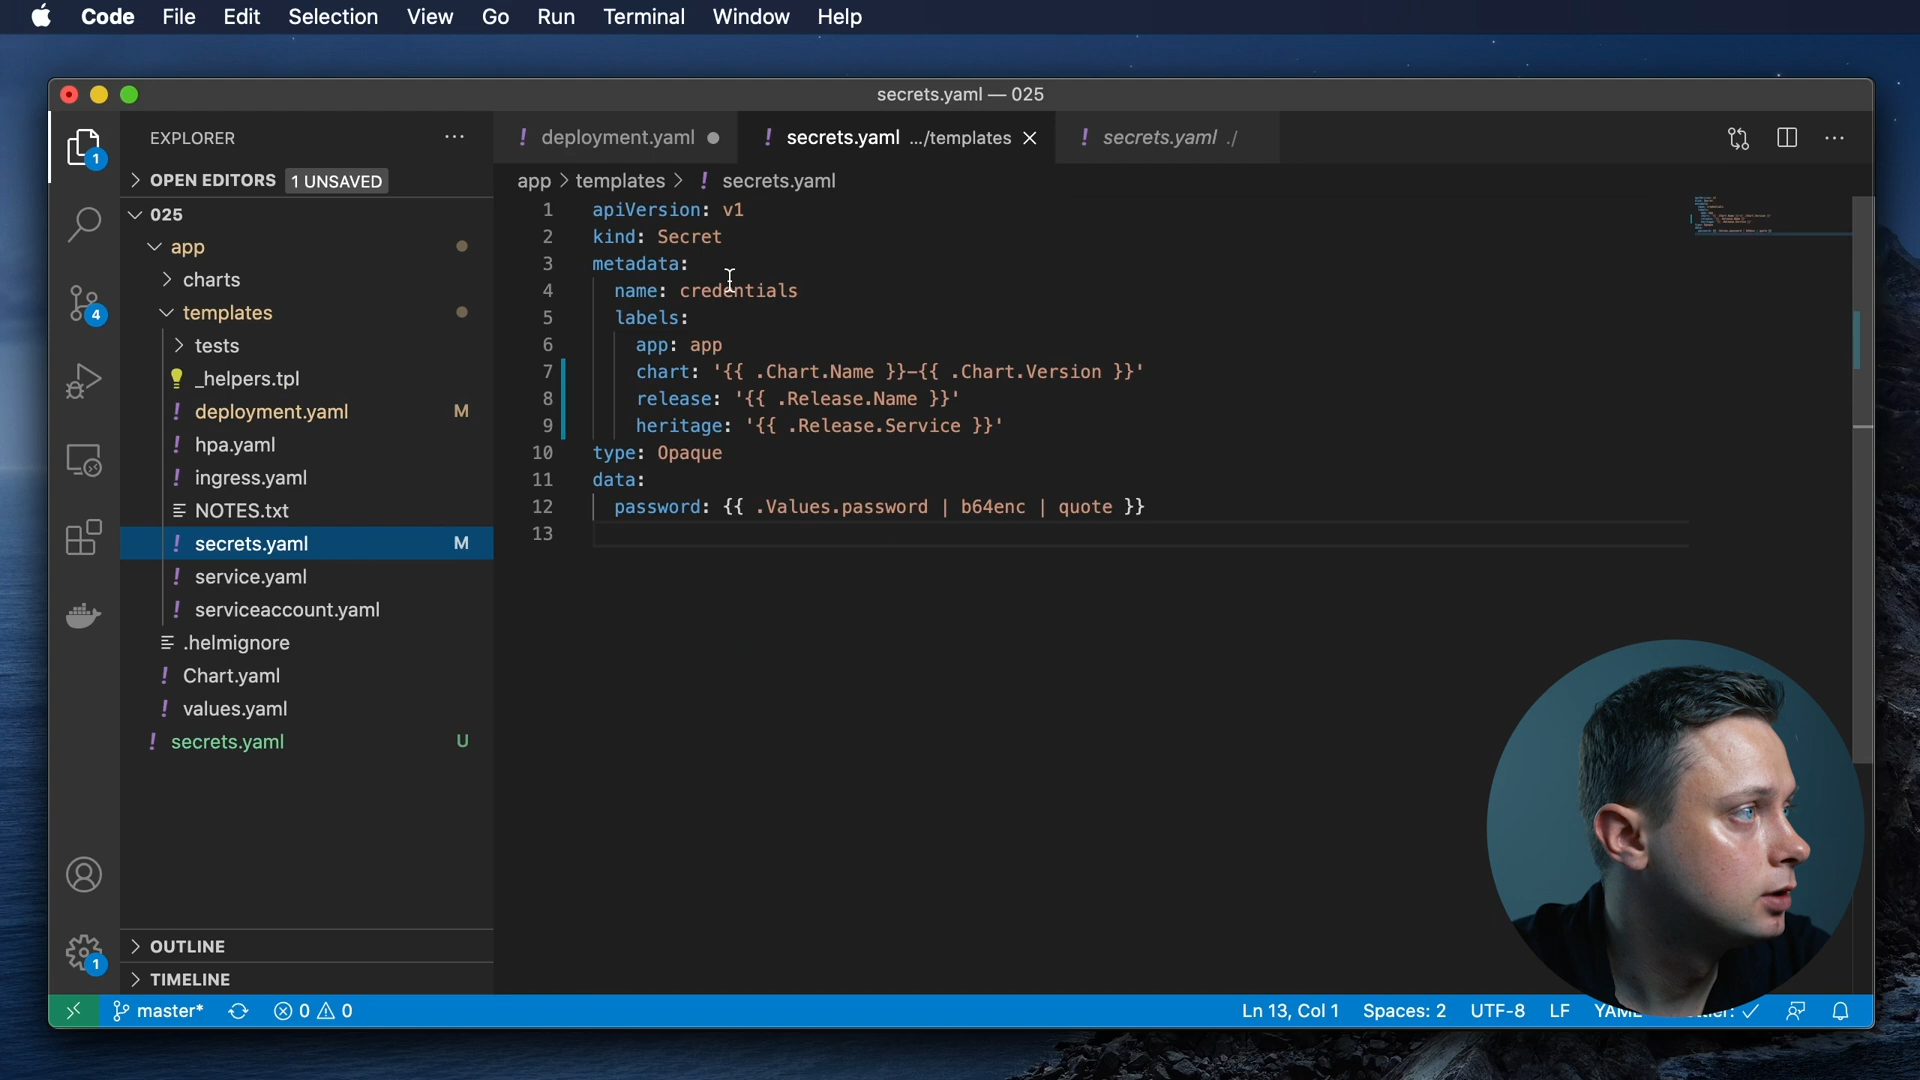 Code File Edit Selection View Go Run Terminal Window Help
secrets.yaml — 025
EXPLORER
1
OPEN EDITORS 1 UNSAVED
025
app
charts
templates
tests
_helpers.tpl
deployment.yaml M
hpa.yaml
ingress.yaml
NOTES.txt
secrets.yaml M
service.yaml
serviceaccount.yaml
.helmignore
Chart.yaml
values.yaml
secrets.yaml U
OUTLINE
TIMELINE
4
1
deployment.yaml secrets.yaml .../templates secrets.yaml ./
app > templates > ! secrets.yaml
1 apiVersion: v1
2 kind: Secret
3 metadata:
4 name: credentials
5 labels:
6 app: app
7 chart: '{{ .Chart.Name }}-{{ .Chart.Version }}'
8 release: '{{ .Release.Name }}'
9 heritage: '{{ .Release.Service }}'
10 type: Opaque
11 data:
12 password: {{ .Values.password | b64enc | quote }}
13
master* 0 0 Ln 13, Col 1 Spaces: 2 UTF-8 LF